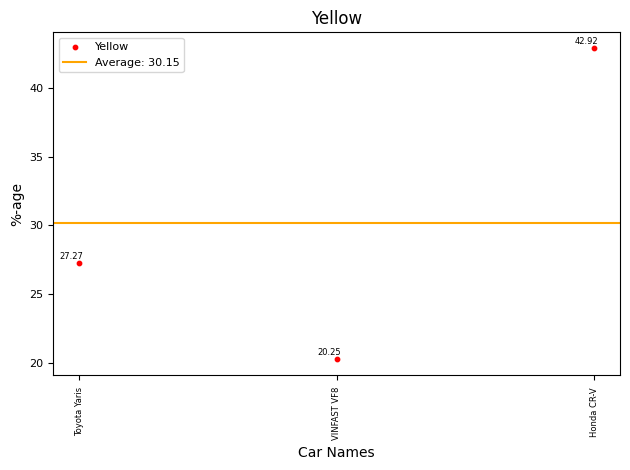 Yellow
Yellow
Average: 30.15
42.92
40
35
30
25
20
%-age
27.27
20.25
Toyota Yaris
VINFAST VF8
Honda CR-V
Car Names